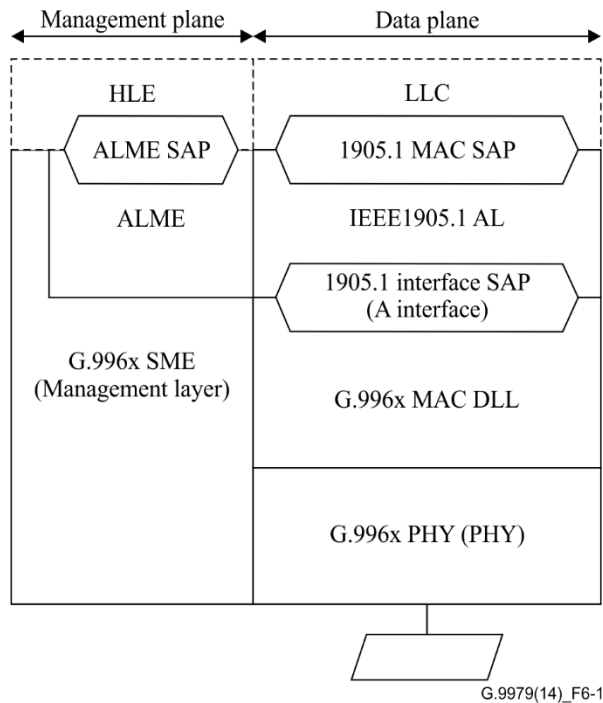 Management plane
Data plane
HLE
LLC
ALME SAP
1905.1 MAC SAP
ALME
IEEE1905.1 AL
1905.1 interface SAP
(A interface)
G.996x SME
(Management layer)
G.996x MAC DLL
G.996x PHY (PHY)
G.9979(14)_F6-1